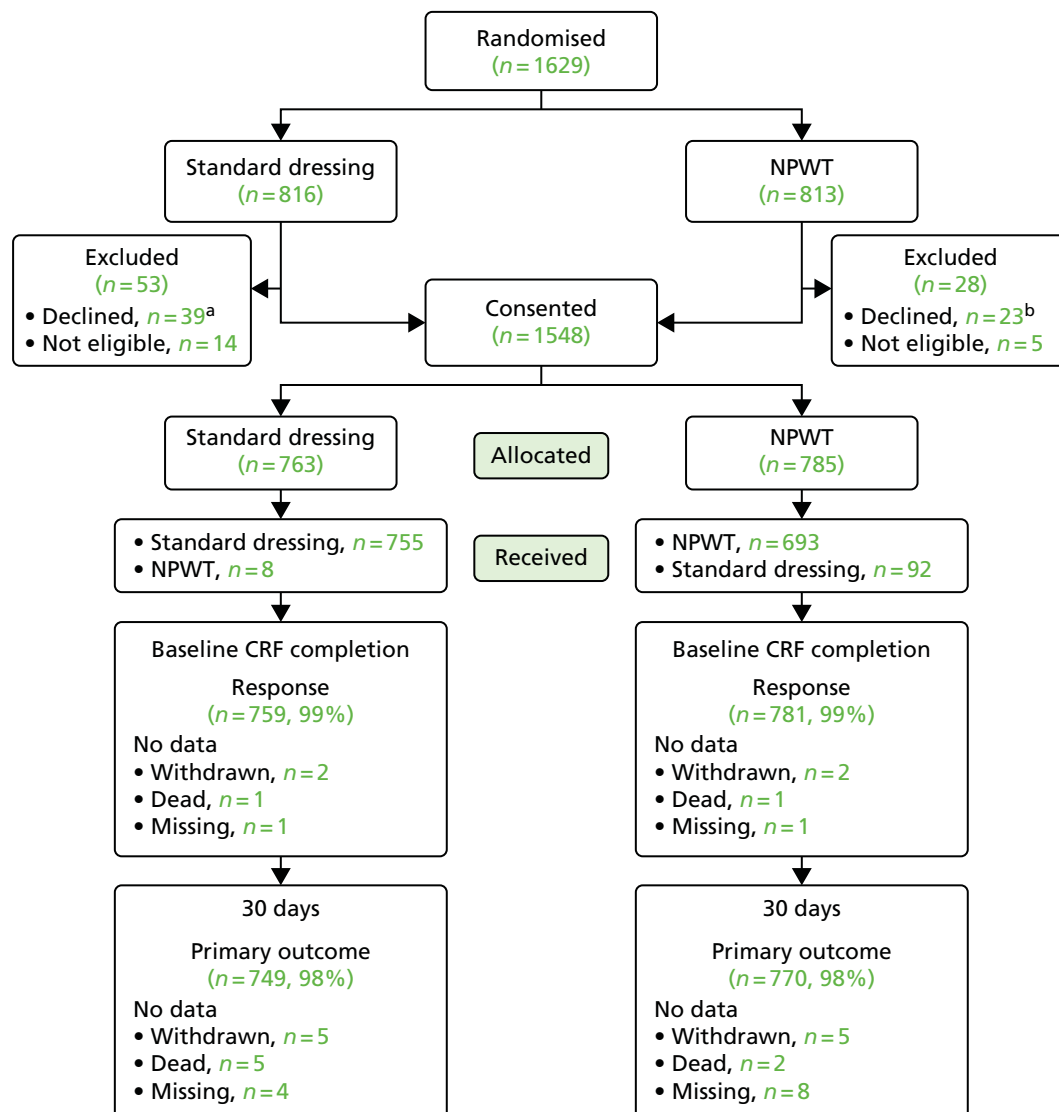 Randomised
(n=1629)
Standard dressing
(n=816)
NPWT
(n=813)
Excluded
(n=53)
• Declined, n=39a
• Not eligible, n=14
Consented
(n=1548)
Excluded
(n=28)
• Declined, n=23b
• Not eligible, n=5
Standard dressing
(n=763)
Allocated
NPWT
(n=785)
• Standard dressing, n=755
• NPWT, n=8
Received
• NPWT, n=693
• Standard dressing, n=92
Baseline CRF completion
Response
(n=759, 99%)
No data
• Withdrawn, n=2
• Dead, n=1
• Missing, n=1
Baseline CRF completion
Response
(n=781, 99%)
No data
• Withdrawn, n=2
• Dead, n=1
• Missing, n=1
30 days
Primary outcome
(n=749, 98%)
No data
• Withdrawn, n=5
• Dead, n=5
• Missing, n=4
30 days
Primary outcome
(n=770, 98%)
No data
• Withdrawn, n=5
• Dead, n=2
• Missing, n=8